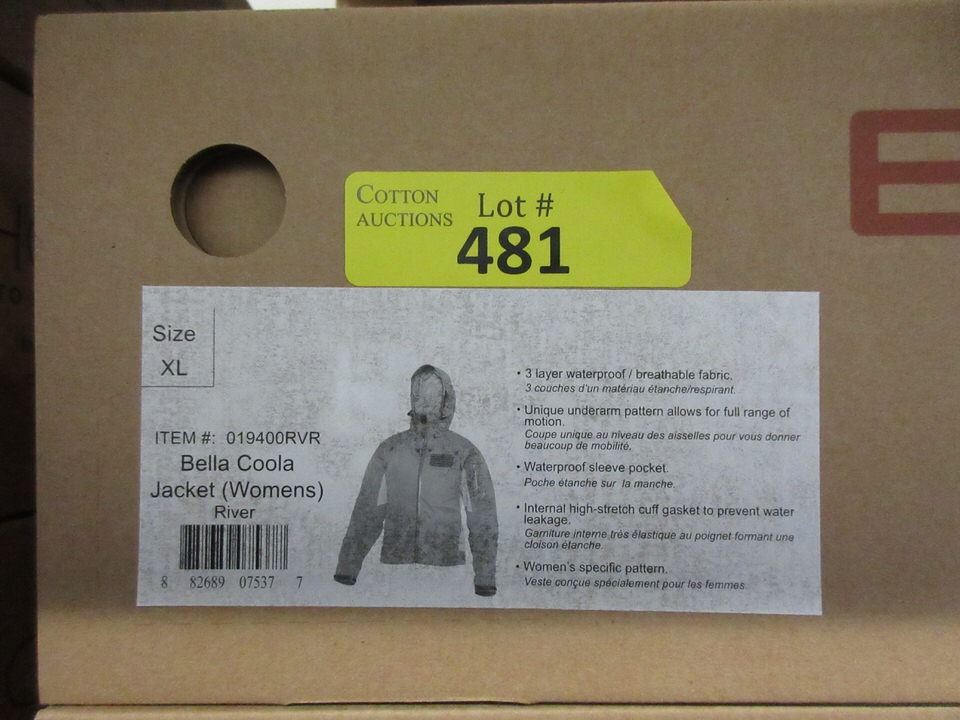 COTTON
AUCTIONS
Lot #
481
Size
XL
ITEM #: 019400RVR
Bella Coola
Jacket (Womens)
River
8 82689 07537 7
• 3 layer waterproof / breathable fabric.
3 couches d'un matériau étanche/respirant.
• Unique underarm pattern allows for full range of
motion.
Coupe unique au niveau des aisselles pour vous donner
beaucoup de mobilité.
• Waterproof sleeve pocket.
Poche étanche sur la manche.
• Internal high-stretch cuff gasket to prevent water
leakage.
Garniture interne très élastique au poignet formant une
cloison étanche.
• Women's specific pattern.
Veste conçue spécialement pour les femmes.
E